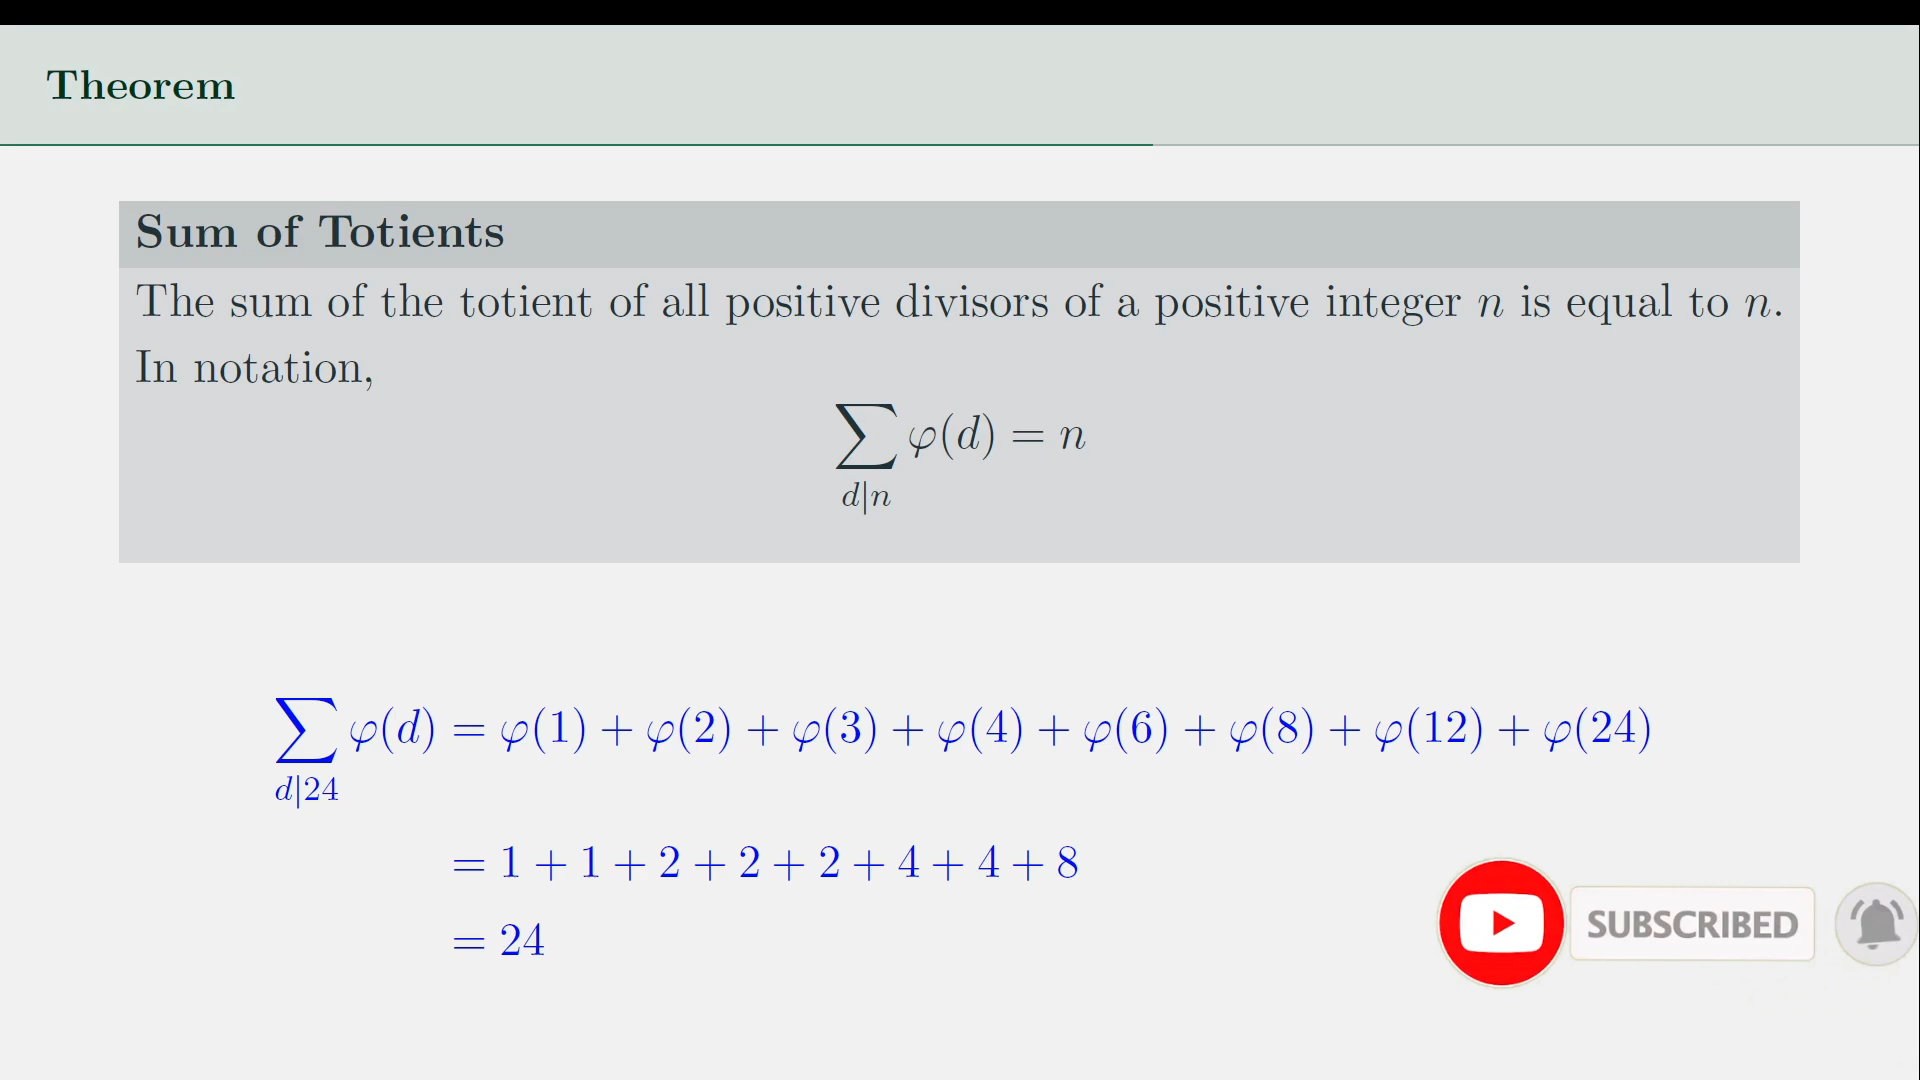 Theorem
Sum of Totients
The sum of the totient of all positive divisors of a positive integer n is equal to n.
In notation,
∑_{d|n} φ(d) = n
∑_{d|24} φ(d) = φ(1) + φ(2) + φ(3) + φ(4) + φ(6) + φ(8) + φ(12) + φ(24)
= 1 + 1 + 2 + 2 + 2 + 4 + 4 + 8
= 24
SUBSCRIBED